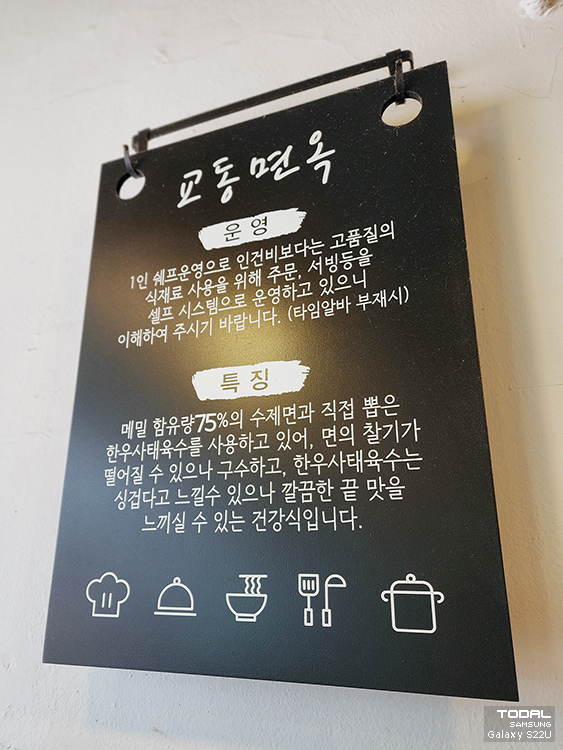 교동면옥
운영
1인 쉐프운영으로 인건비보다는 고품질의
식재료 사용을 위해 주문, 서빙등을
셀프 시스템으로 운영하고 있으니
이해하여 주시기 바랍니다. (타임알바 부재시)
특징
메밀 함유량75%의 수제면과 직접 뽑은
한우사태육수를 사용하고 있어, 면의 찰기가
떨어질 수 있으나 구수하고, 한우사태육수는
싱겁다고 느낄수 있으나 깔끔한 끝 맛을
느끼실 수 있는 건강식입니다.
TODAL
SAMSUNG
Galaxy S22U